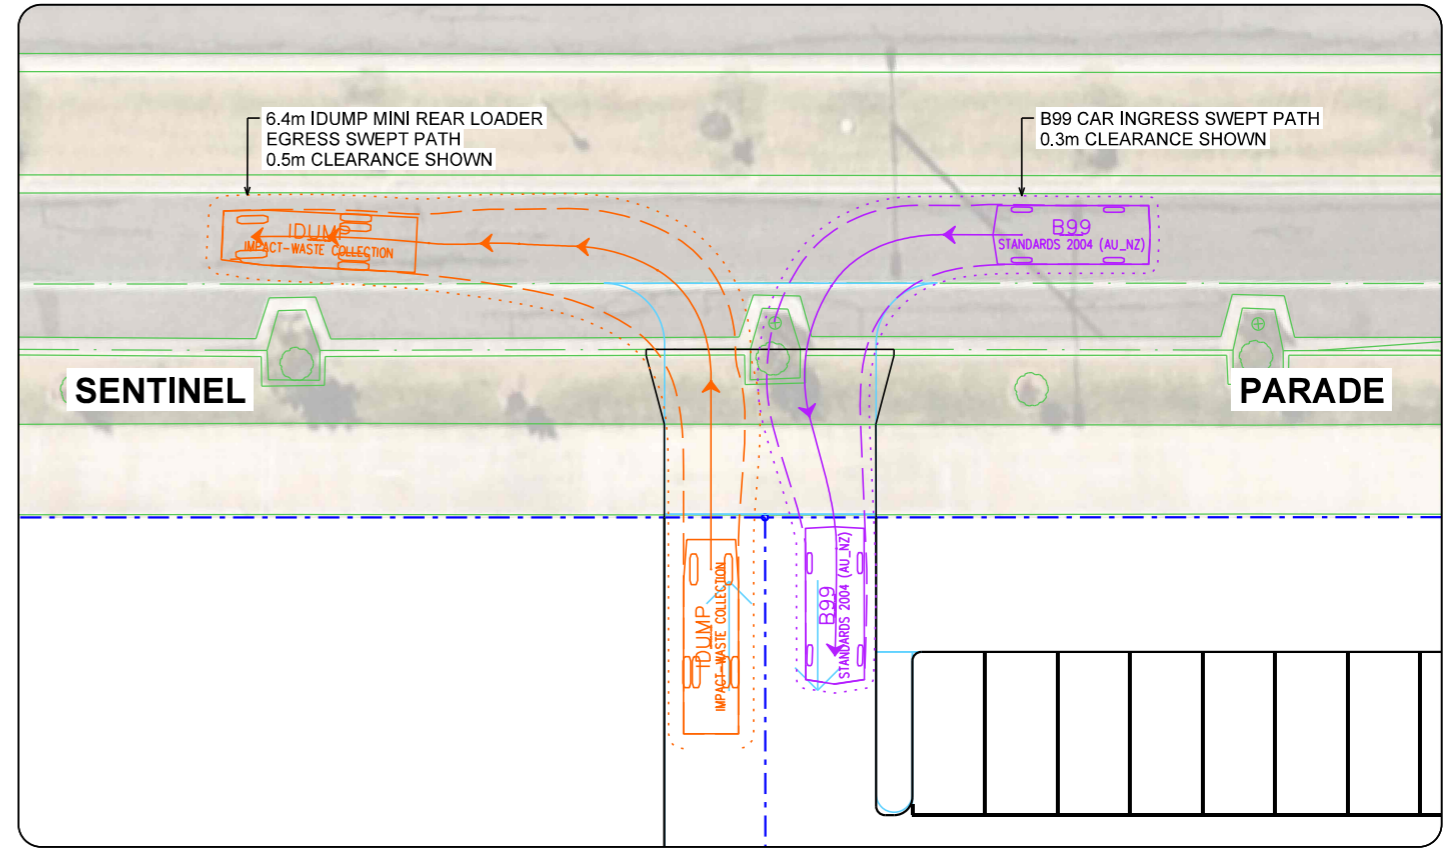 6.4m IDUMP MINI REAR LOADER
EGRESS SWEPT PATH
0.5m CLEARANCE SHOWN
B99 CAR INGRESS SWEPT PATH
0.3m CLEARANCE SHOWN
IDUMP
IMPACT-WASTE COLLECTION
B99
STANDARDS 2004 (AU_NZ)
SENTINEL
PARADE
IDUMP
IMPACT-WASTE COLLECTION
B99
STANDARDS 2004 (AU_NZ)